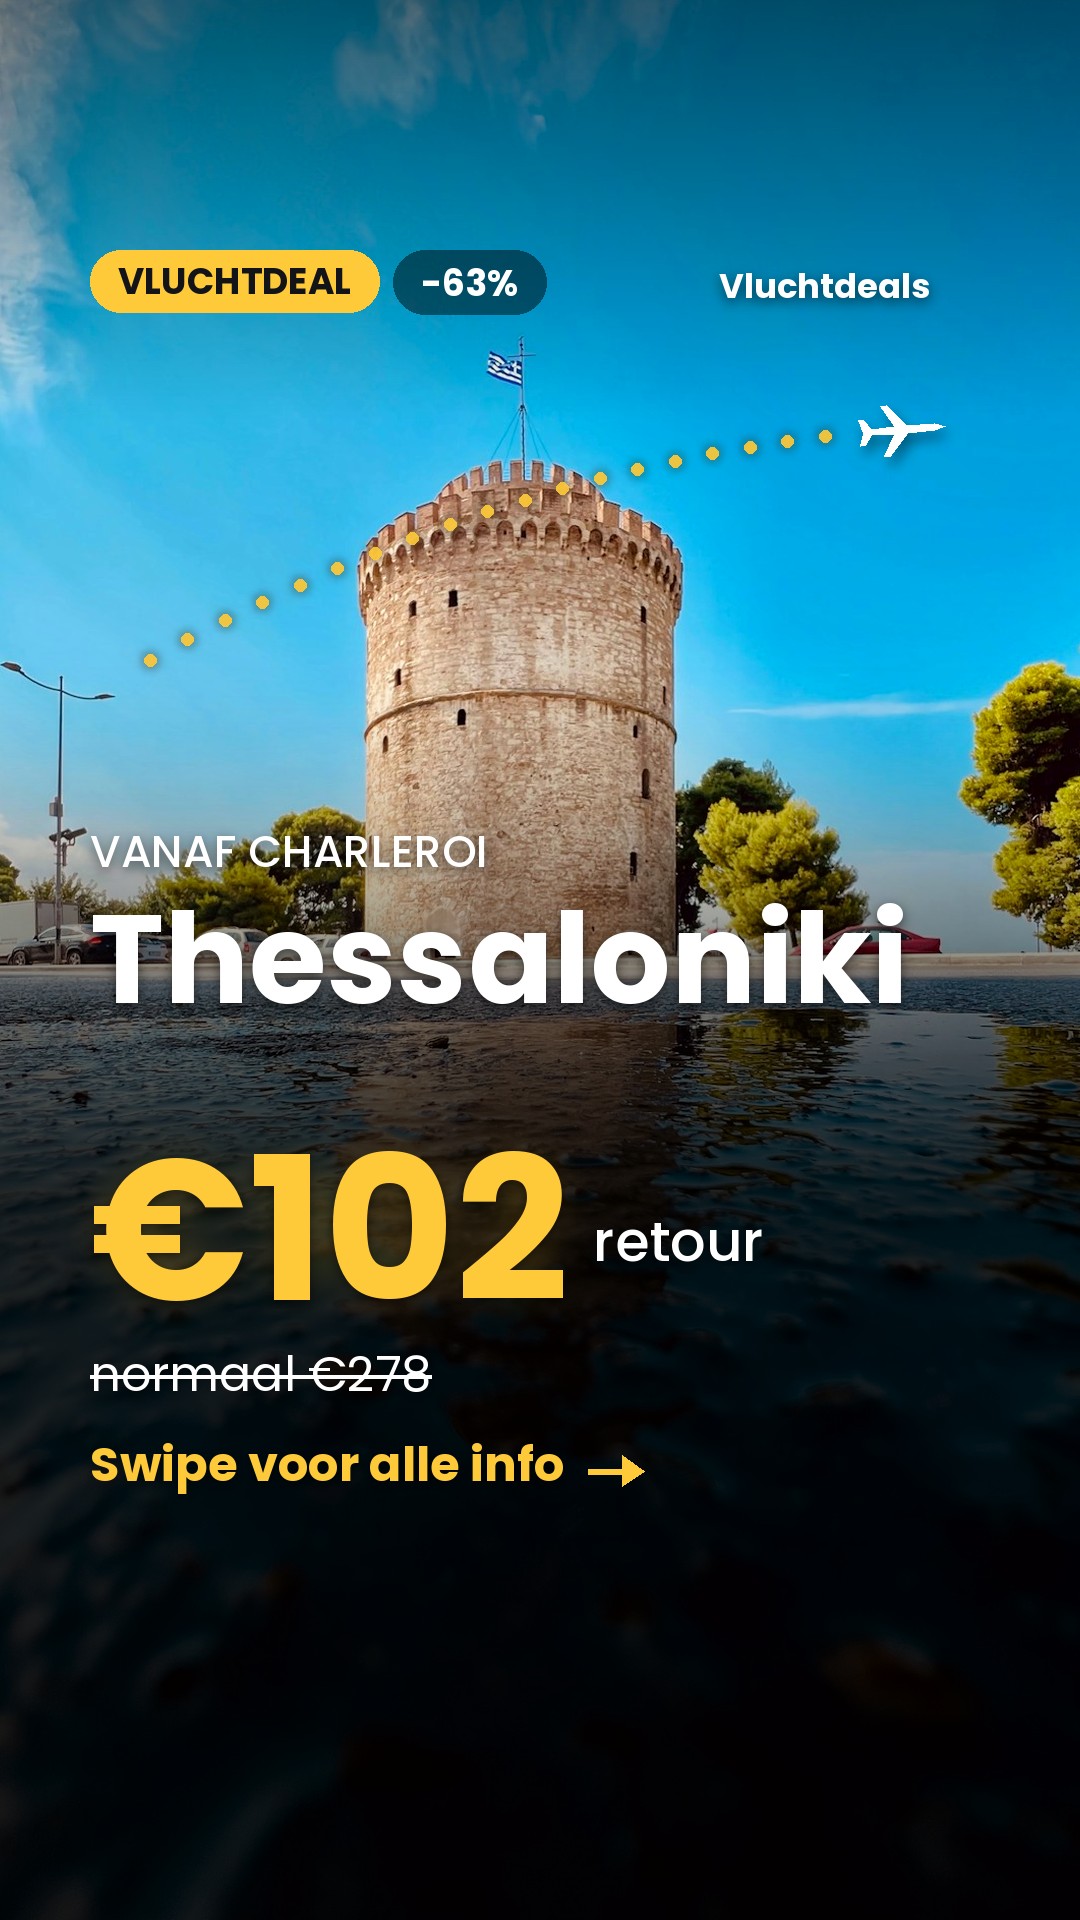 VLUCHTDEAL
-63%
Vluchtdeals
VANAF CHARLEROI
Thessaloniki
€102 retour
normaal €278
Swipe voor alle info →